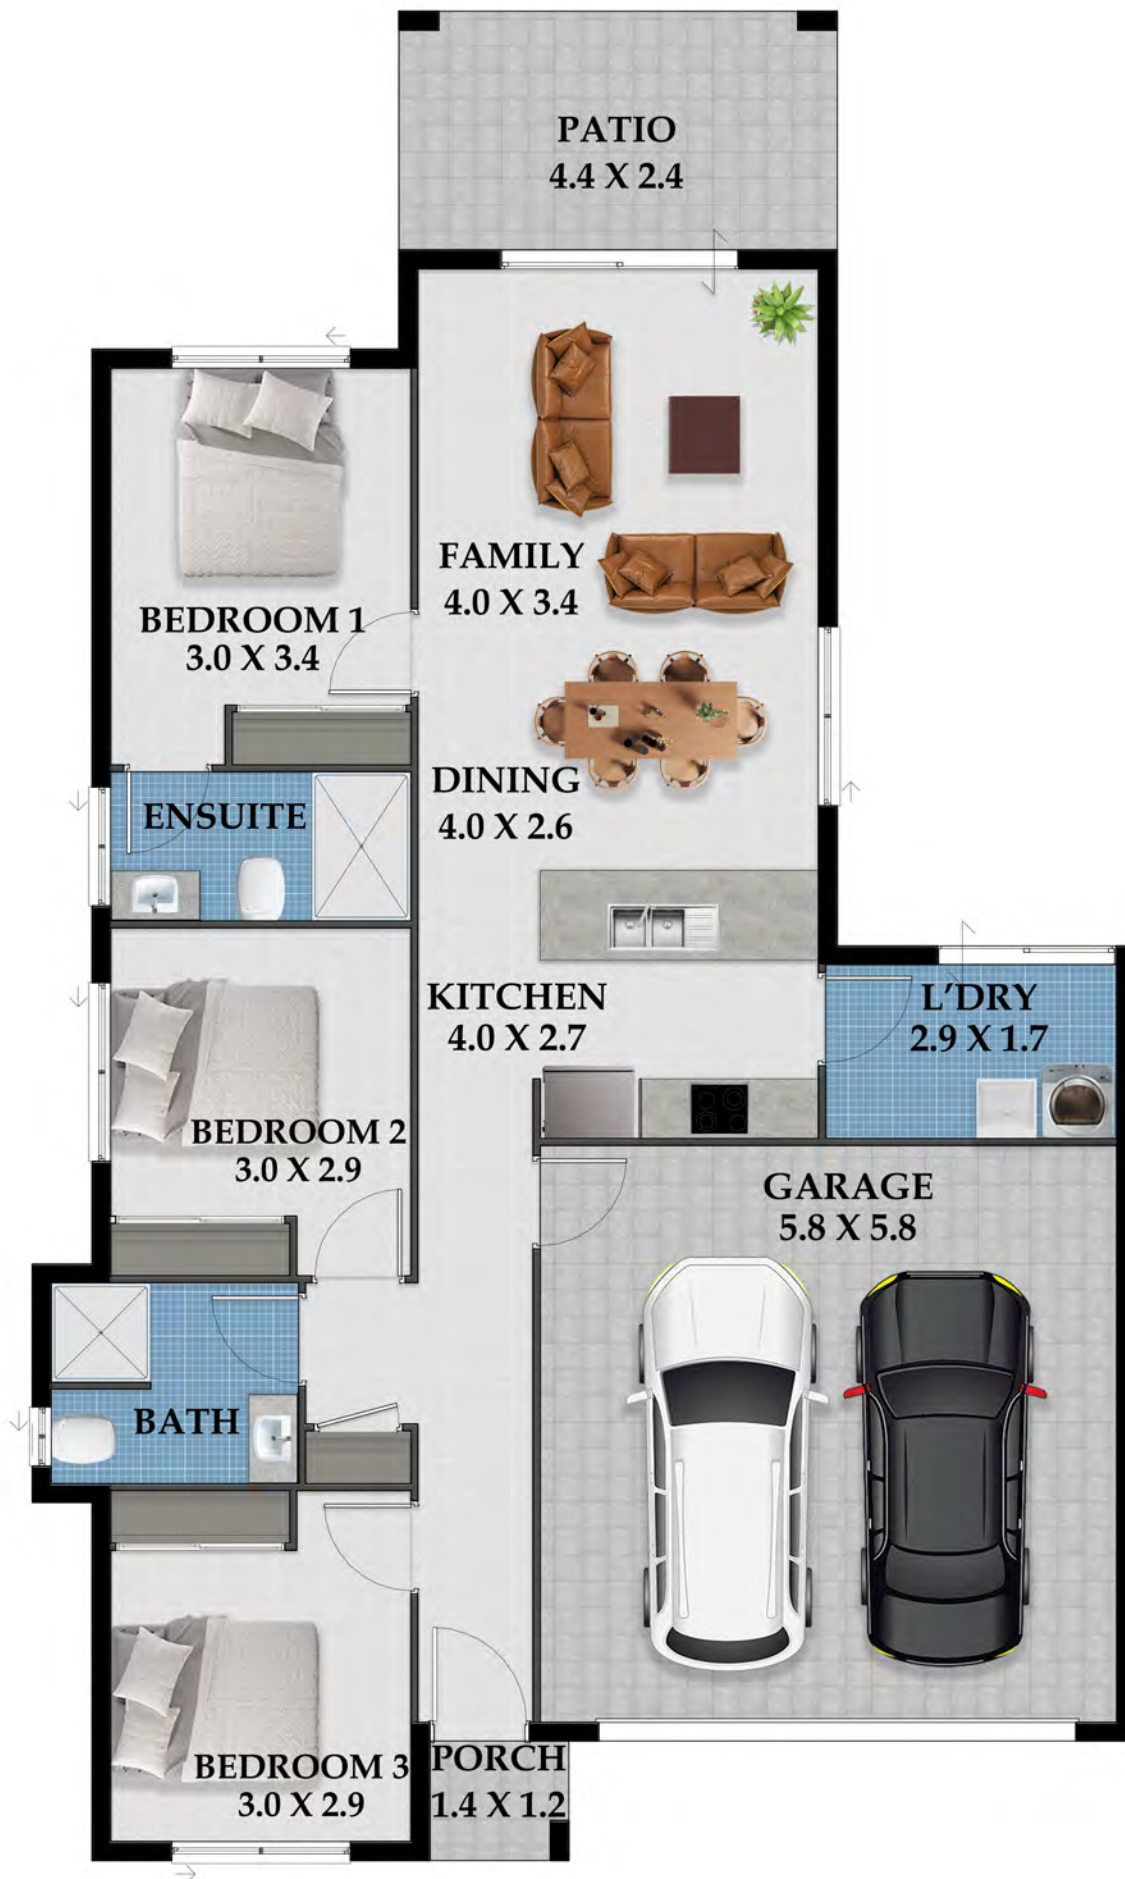 PATIO
4.4 X 2.4
FAMILY
4.0 X 3.4
BEDROOM 1
3.0 X 3.4
DINING
4.0 X 2.6
ENSUITE
KITCHEN
4.0 X 2.7
L'DRY
2.9 X 1.7
BEDROOM 2
3.0 X 2.9
GARAGE
5.8 X 5.8
BATH
BEDROOM 3
3.0 X 2.9
PORCH
1.4 X 1.2